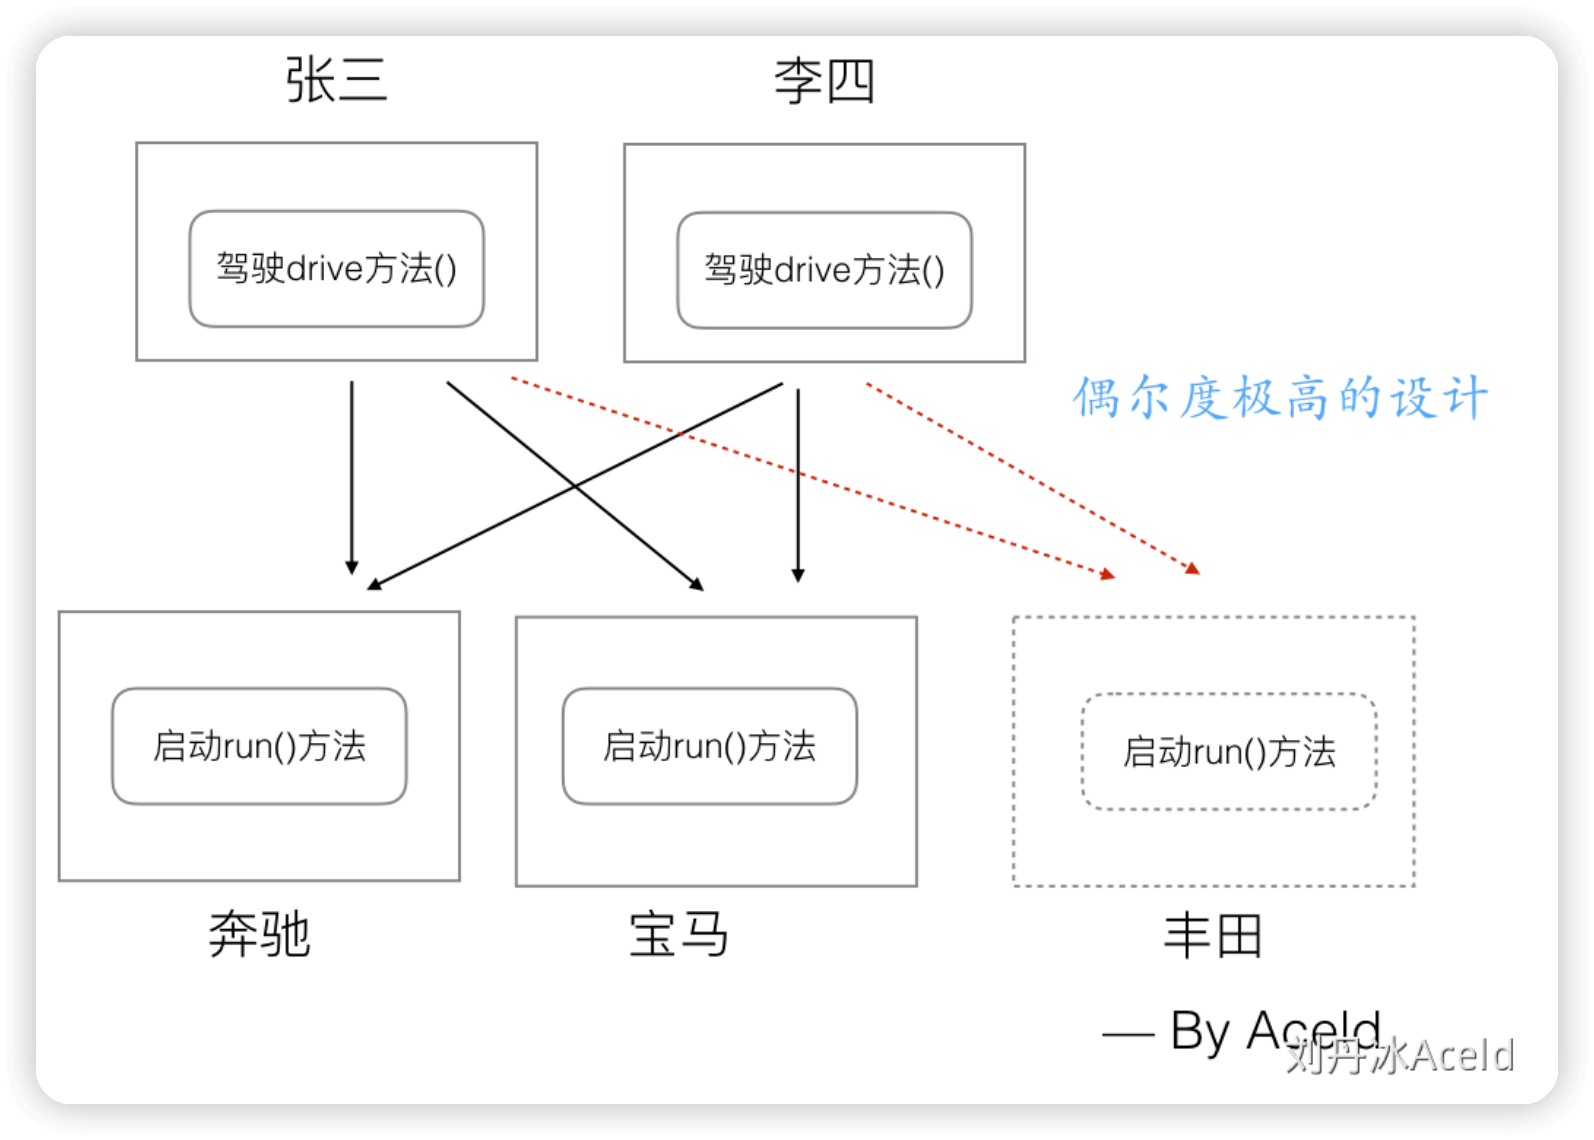 张三
李四
驾驶drive方法()
驾驶drive方法()
偶尔度极高的设计
启动run()方法
启动run()方法
启动run()方法
奔驰
宝马
丰田
— By Aceld
刘丹冰Aceld